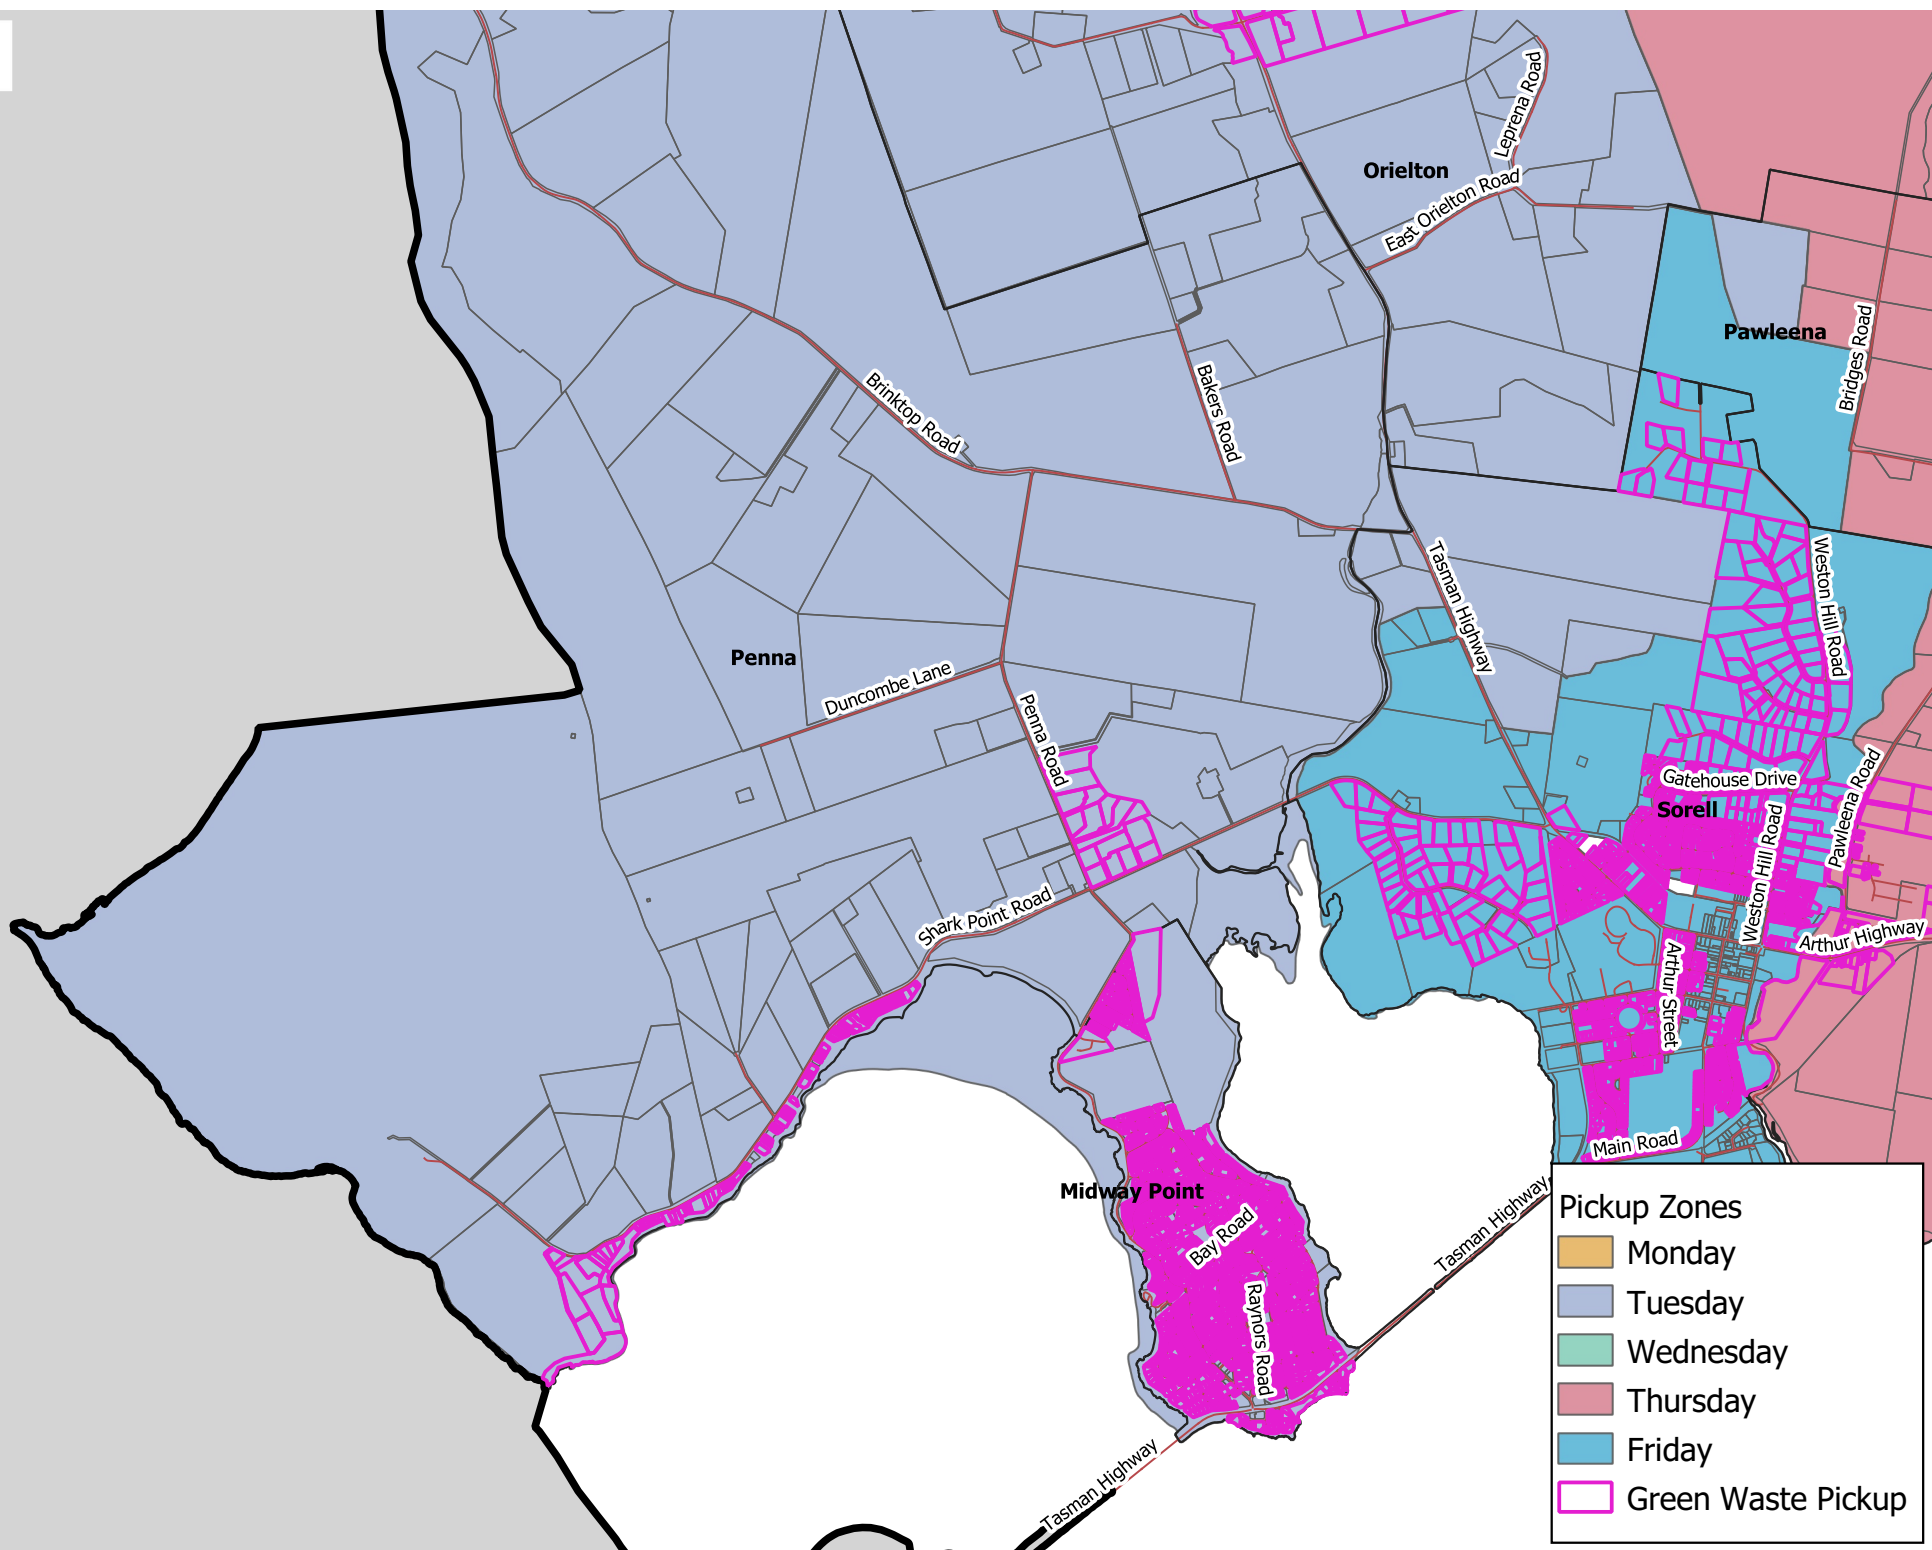 Leprena Road
Orielton
East Orielton Road
Pawleena
Bridges Road
Brinktop Road
Bakers Road
Tasman Highway
Weston Hill Road
Penna
Duncombe Lane
Penna Road
Gatehouse Drive
Sorell
Pawleena Road
Weston Hill Road
Shark Point Road
Arthur Highway
Arthur Street
Main Road
Midway Point
Bay Road
Tasman Highway
Raynors Road
Tasman Highway
Pickup Zones
Monday
Tuesday
Wednesday
Thursday
Friday
Green Waste Pickup